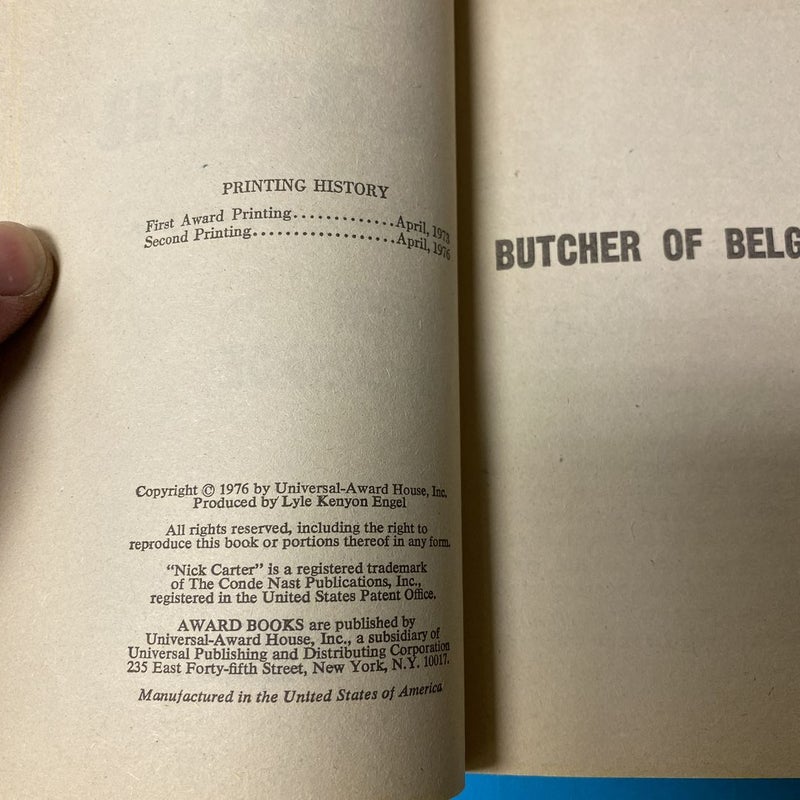 PRINTING HISTORY
First Award Printing............April, 1973
Second Printing.................April, 1976
Copyright © 1976 by Universal-Award House, Inc.
Produced by Lyle Kenyon Engel
All rights reserved, including the right to
reproduce this book or portions thereof in any form.
"Nick Carter" is a registered trademark
of The Conde Nast Publications, Inc.,
registered in the United States Patent Office.
AWARD BOOKS are published by
Universal-Award House, Inc., a subsidiary of
Universal Publishing and Distributing Corporation
235 East Forty-fifth Street, New York, N.Y. 10017.
Manufactured in the United States of America
BUTCHER OF BELG